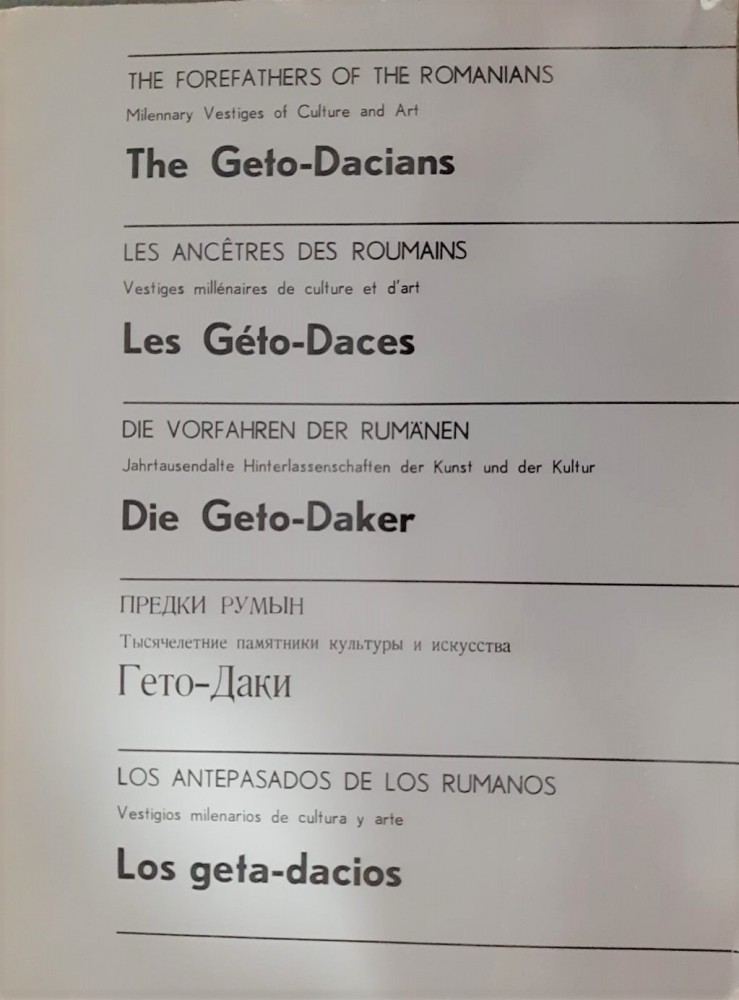 THE FOREFATHERS OF THE ROMANIANS
Milennary Vestiges of Culture and Art
The Geto-Dacians
LES ANCÊTRES DES ROUMAINS
Vestiges millénaires de culture et d'art
Les Géto-Daces
DIE VORFAHREN DER RUMÄNEN
Jahrtausendalte Hinterlassenschaften der Kunst und der Kultur
Die Geto-Daker
ПРЕДКИ РУМЫН
Тысячелетние памятники культуры и искусства
Гето-Даки
LOS ANTEPASADOS DE LOS RUMANOS
Vestigios milenarios de cultura y arte
Los geta-dacios